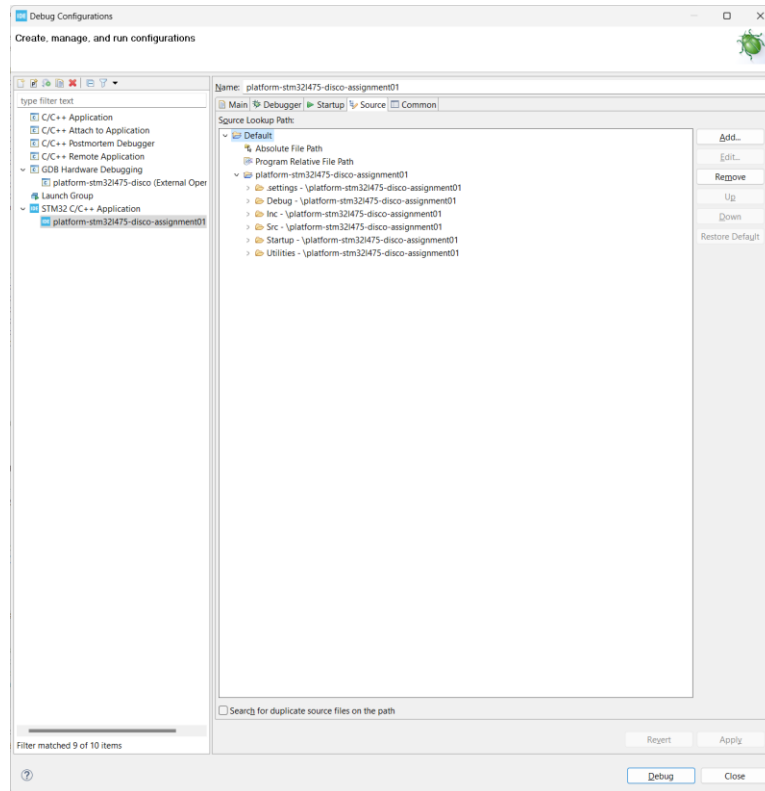 IDE Debug Configurations
Create, manage, and run configurations
type filter text
C/C++ Application
C/C++ Attach to Application
C/C++ Postmortem Debugger
C/C++ Remote Application
GDB Hardware Debugging
platform-stm32l475-disco (External Oper
Launch Group
STM32 C/C++ Application
platform-stm32l475-disco-assignment01
Filter matched 9 of 10 items
Name: platform-stm32l475-disco-assignment01
Main Debugger Startup Source Common
Source Lookup Path:
Default
Absolute File Path
Program Relative File Path
platform-stm32l475-disco-assignment01
.settings - \platform-stm32l475-disco-assignment01
Debug - \platform-stm32l475-disco-assignment01
Inc - \platform-stm32l475-disco-assignment01
Src - \platform-stm32l475-disco-assignment01
Startup - \platform-stm32l475-disco-assignment01
Utilities - \platform-stm32l475-disco-assignment01
Add...
Edit...
Remove
Up
Down
Restore Default
Search for duplicate source files on the path
Revert Apply
Debug Close